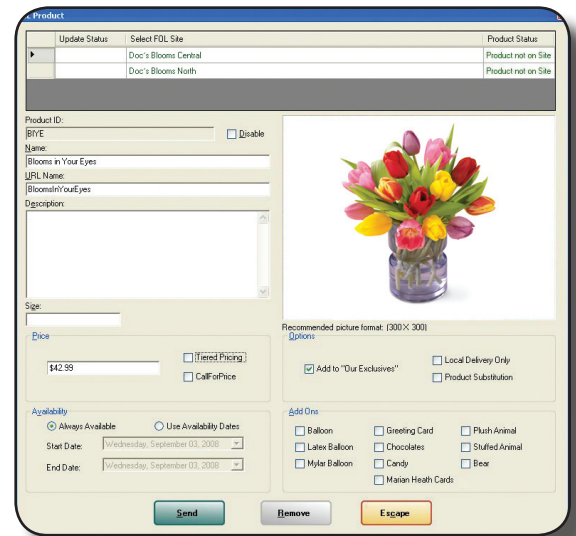 Product
Update Status Select FOL Site Product Status
Doc's Blooms Central Product not on Site
Doc's Blooms North Product not on Site
Product ID:
BIYE
Disable
Name:
Blooms in Your Eyes
URL Name:
BloomsInYourEyes
Description:
Size:
Recommended picture format: (300 X 300)
Price
$42.99
Tiered Pricing
CallForPrice
Options
Add to "Our Exclusives"
Local Delivery Only
Product Substitution
Availability
Always Available Use Availability Dates
Start Date: Wednesday, September 03, 2008
End Date: Wednesday, September 03, 2008
Add Ons
Balloon Greeting Card Plush Animal
Latex Balloon Chocolates Stuffed Animal
Mylar Balloon Candy Bear
Marian Heath Cards
Send Remove Escape